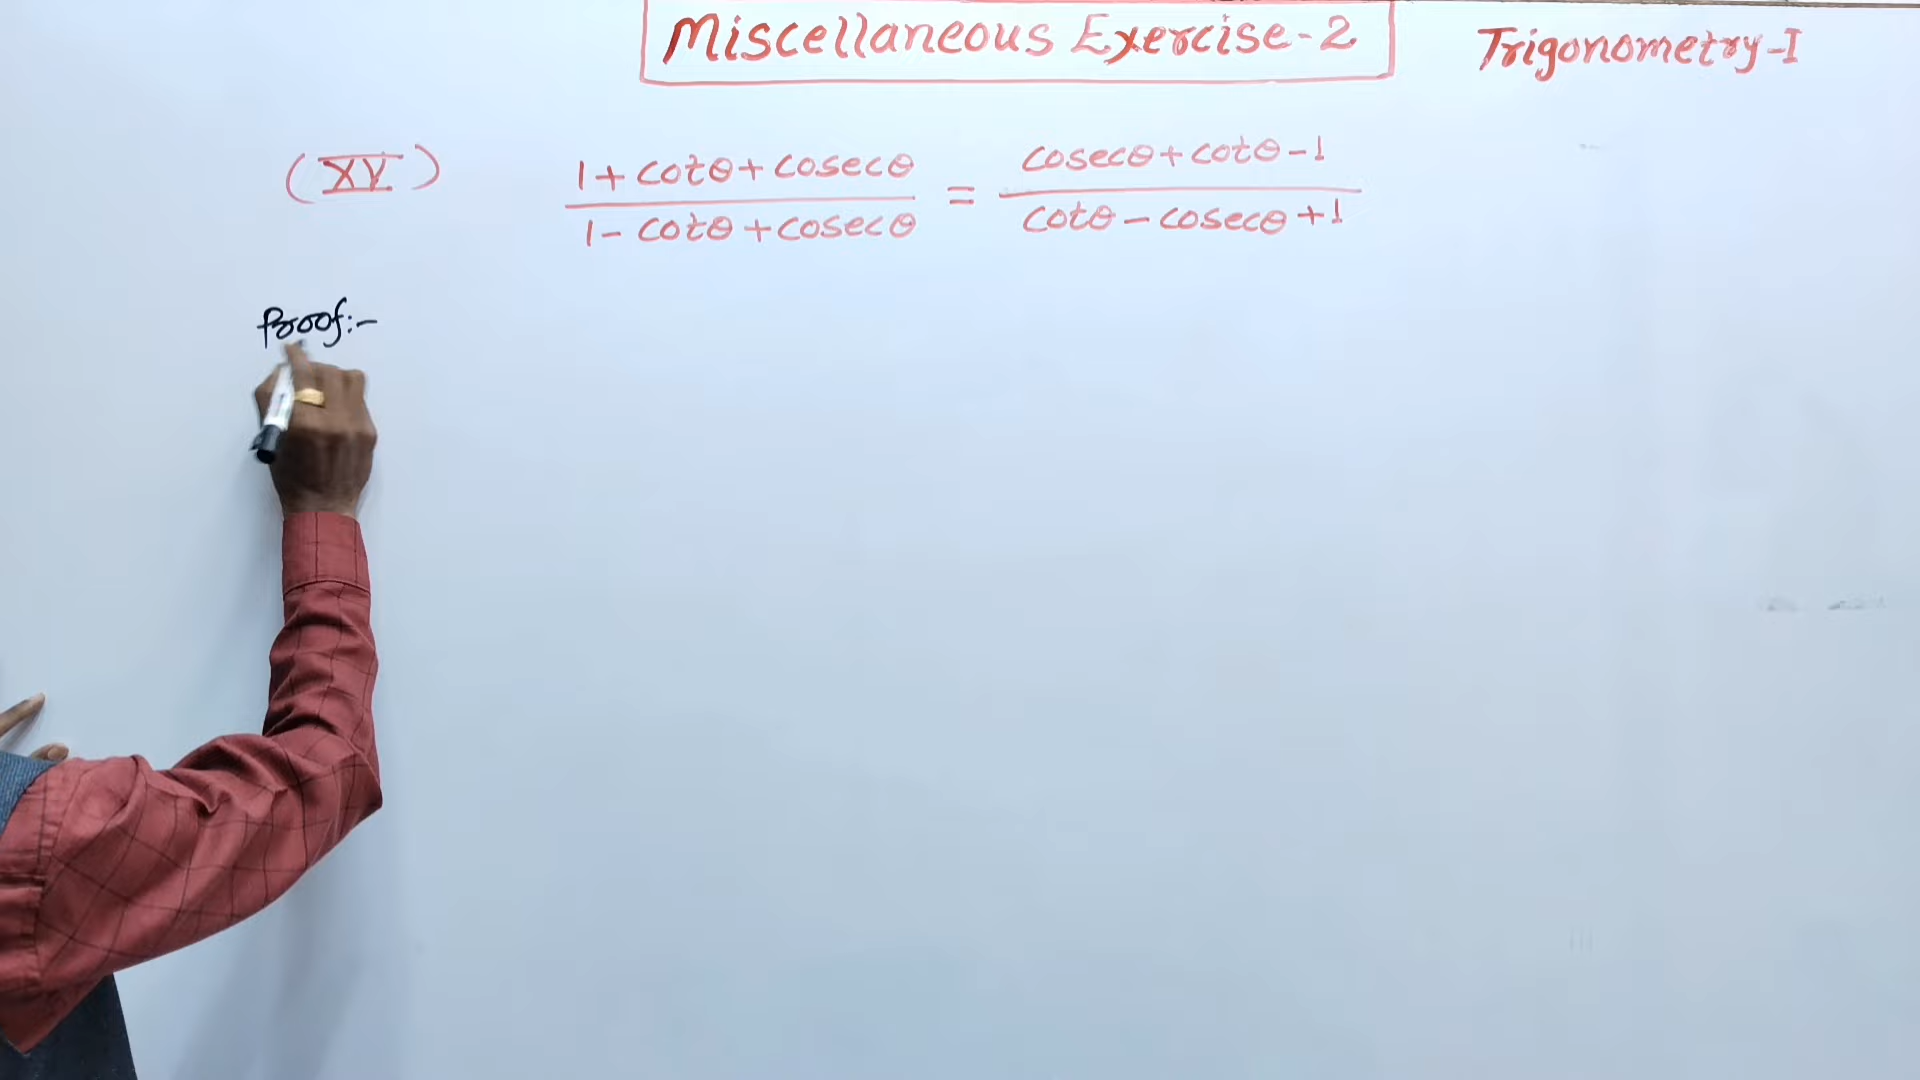 Miscellaneous Exercise-2
Trigonometry-I
(XV) 1+cotθ+cosecθ / 1-cotθ+cosecθ = cosecθ+cotθ-1 / cotθ-cosecθ+1
Proof:-